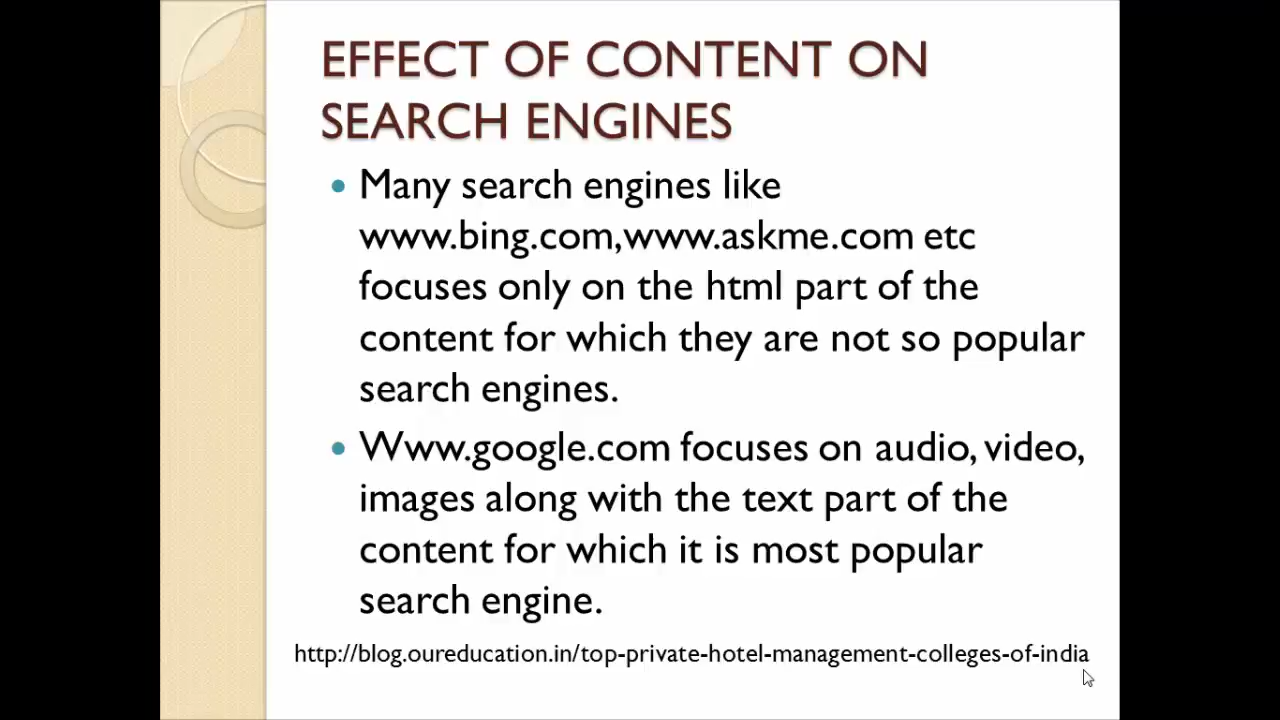 EFFECT OF CONTENT ON
SEARCH ENGINES
• Many search engines like
www.bing.com,www.askme.com etc
focuses only on the html part of the
content for which they are not so popular
search engines.
• Www.google.com focuses on audio, video,
images along with the text part of the
content for which it is most popular
search engine.
http://blog.oureducation.in/top-private-hotel-management-colleges-of-india